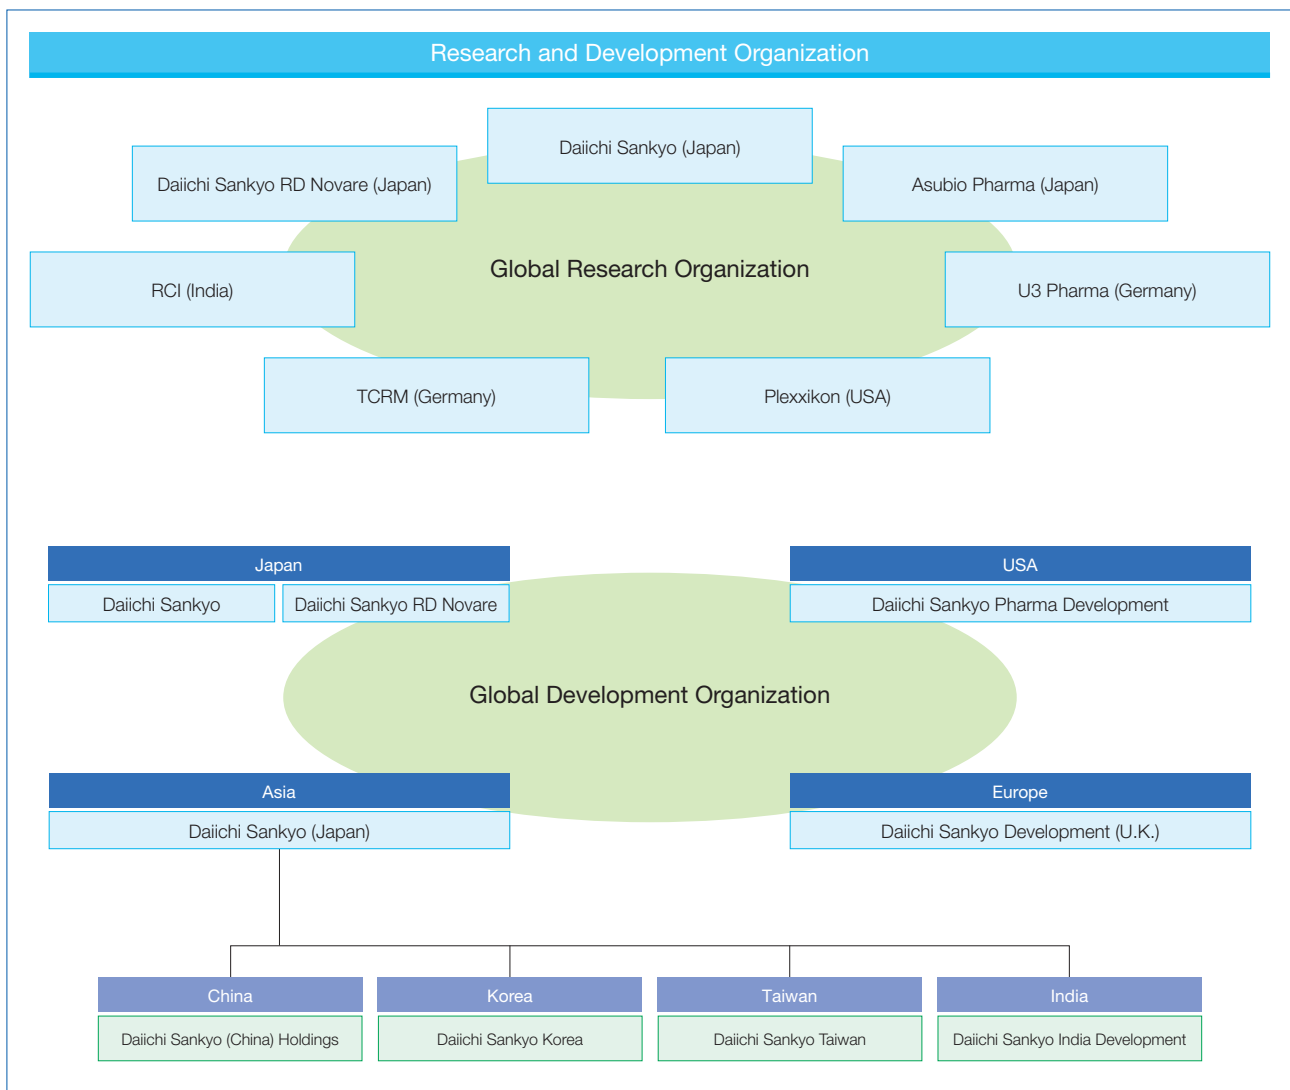 Research and Development Organization
Daiichi Sankyo (Japan)
Daiichi Sankyo RD Novare (Japan)
Asubio Pharma (Japan)
Global Research Organization
RCI (India)
U3 Pharma (Germany)
TCRM (Germany)
Plexxikon (USA)
Japan
USA
Daiichi Sankyo
Daiichi Sankyo RD Novare
Daiichi Sankyo Pharma Development
Global Development Organization
Asia
Europe
Daiichi Sankyo (Japan)
Daiichi Sankyo Development (U.K.)
China
Korea
Taiwan
India
Daiichi Sankyo (China) Holdings
Daiichi Sankyo Korea
Daiichi Sankyo Taiwan
Daiichi Sankyo India Development